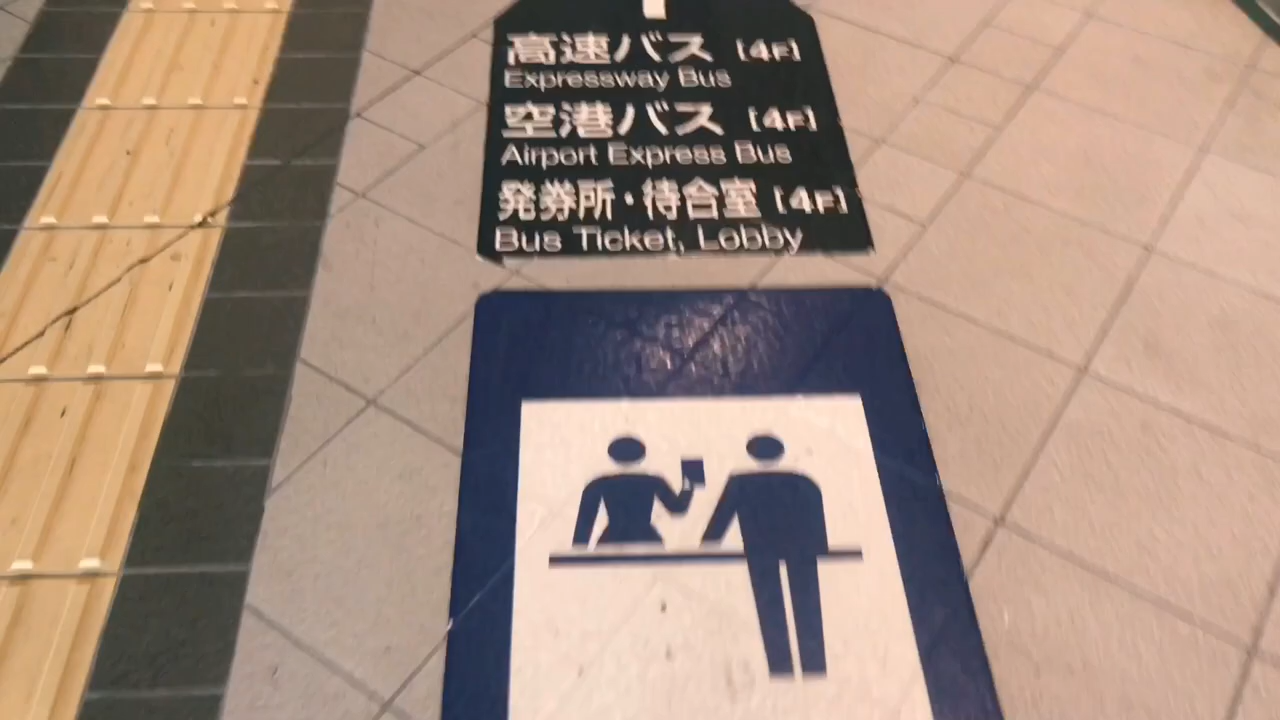 高速バス [4F]
Expressway Bus
空港バス [4F]
Airport Express Bus
発券所・待合室 [4F]
Bus Ticket, Lobby